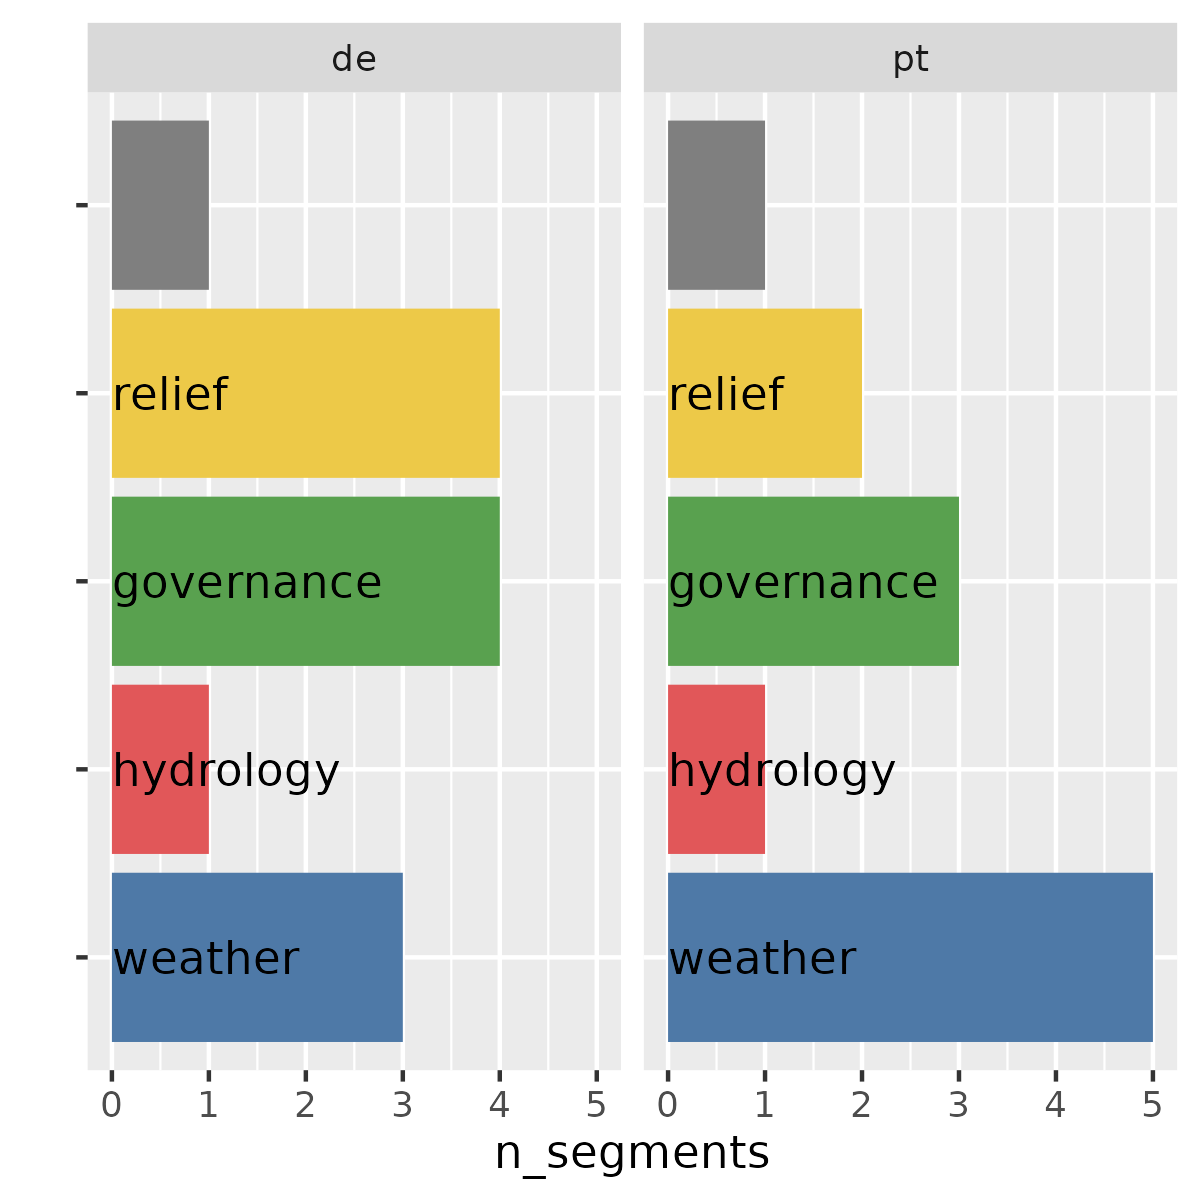 de
pt
relief
relief
governance
governance
hydrology
hydrology
weather
weather
0 1 2 3 4 5
0 1 2 3 4 5
n_segments